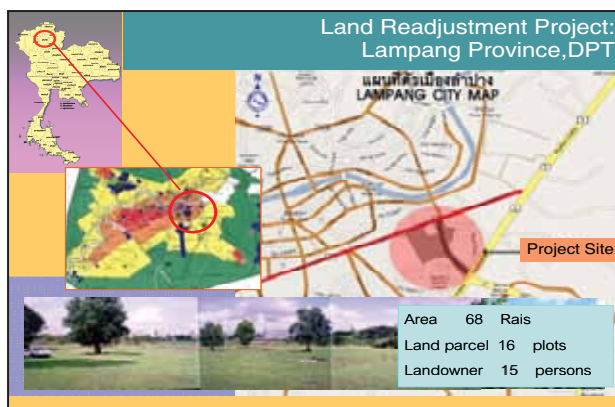 Land Readjustment Project:
Lampang Province,DPT
แผนที่ตัวเมืองลำปาง
LAMPANG CITY MAP
N
Project Site
Area 68 Rais
Land parcel 16 plots
Landowner 15 persons